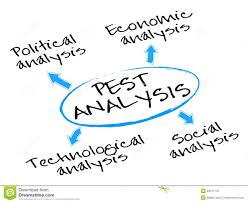 Political
analysis
Economic
analysis
PEST
ANALYSIS
Technological
analysis
Social
analysis